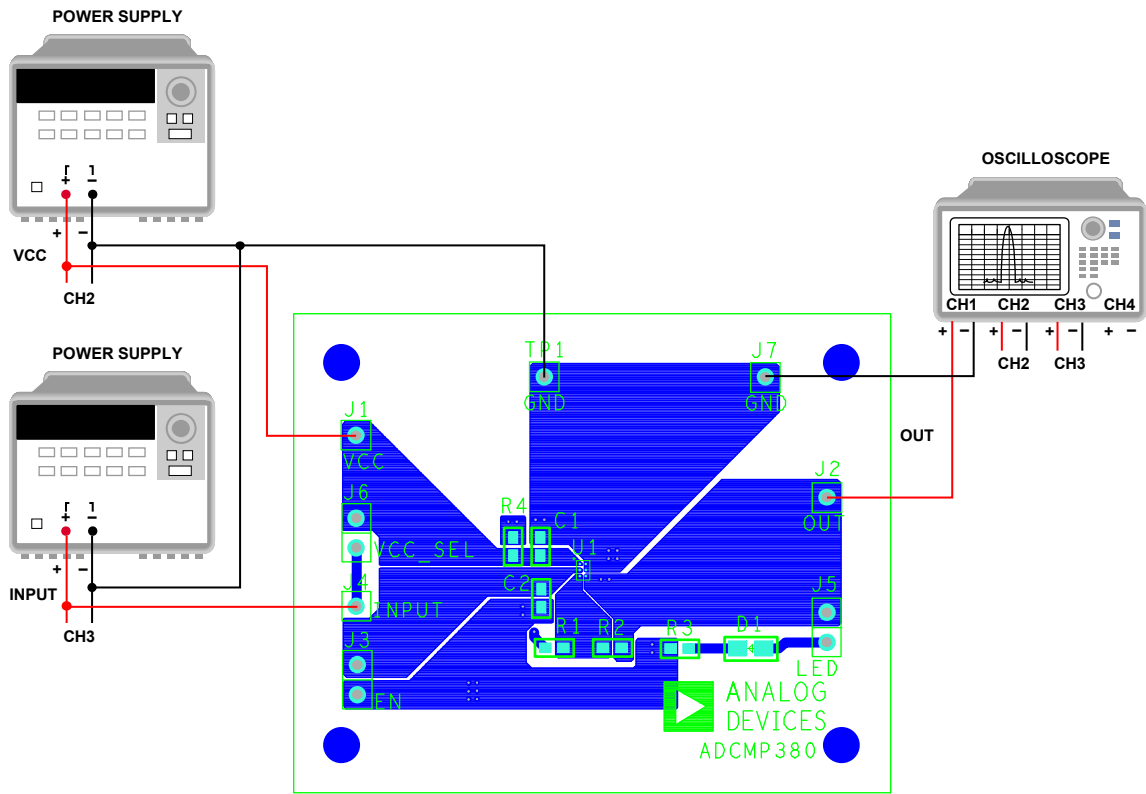 POWER SUPPLY
+ −
+ −
VCC
CH2
POWER SUPPLY
+ −
+ −
INPUT
CH3
OSCILLOSCOPE
CH1 CH2 CH3 CH4
+ − + − + − + −
CH2 CH3
OUT
TP1
GND
J7
GND
J1
VCC
J6
VCC_SEL
J4
INPUT
J3
EN
R4
C1
U1
C2
R1
R2
R3
D1
J2
OUT
J5
LED
ANALOG
DEVICES
ADCMP380